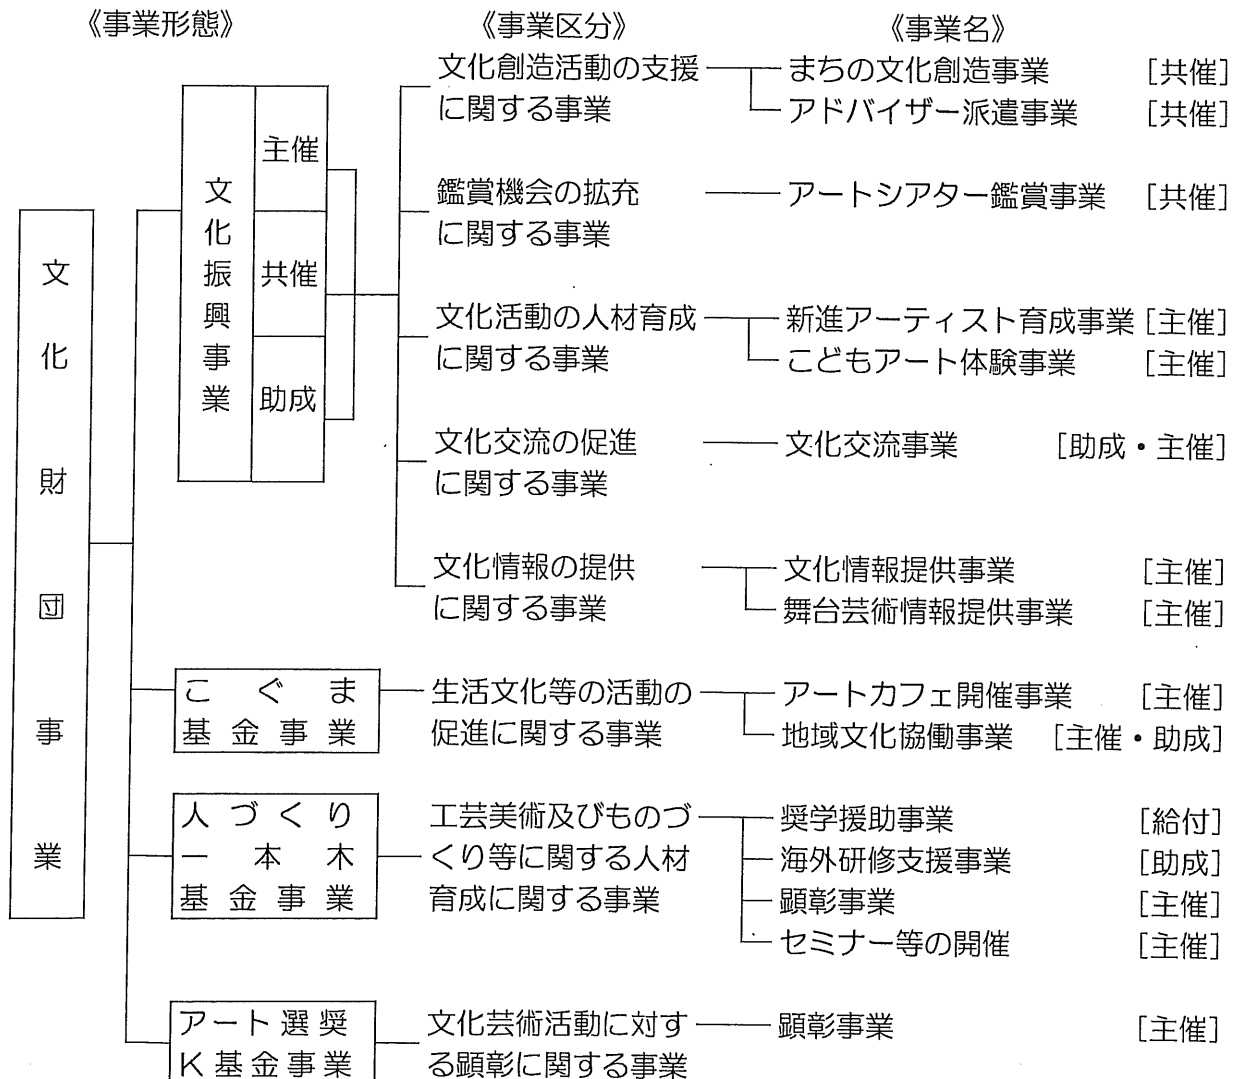 《事業形態》 《事業区分》 《事業名》
文化財団事業
文化振興事業
主催
共催
助成
文化創造活動の支援
に関する事業
まちの文化創造事業 [共催]
アドバイザー派遣事業 [共催]
鑑賞機会の拡充
に関する事業
アートシアター鑑賞事業 [共催]
文化活動の人材育成
に関する事業
新進アーティスト育成事業 [主催]
こどもアート体験事業 [主催]
文化交流の促進
に関する事業
文化交流事業 [助成・主催]
文化情報の提供
に関する事業
文化情報提供事業 [主催]
舞台芸術情報提供事業 [主催]
こぐま
基金事業
生活文化等の活動の
促進に関する事業
アートカフェ開催事業 [主催]
地域文化協働事業 [主催・助成]
人づくり
一本木
基金事業
工芸美術及びものづ
くり等に関する人材
育成に関する事業
奨学援助事業 [給付]
海外研修支援事業 [助成]
顕彰事業 [主催]
セミナー等の開催 [主催]
アート選奨
K基金事業
文化芸術活動に対す
る顕彰に関する事業
顕彰事業 [主催]